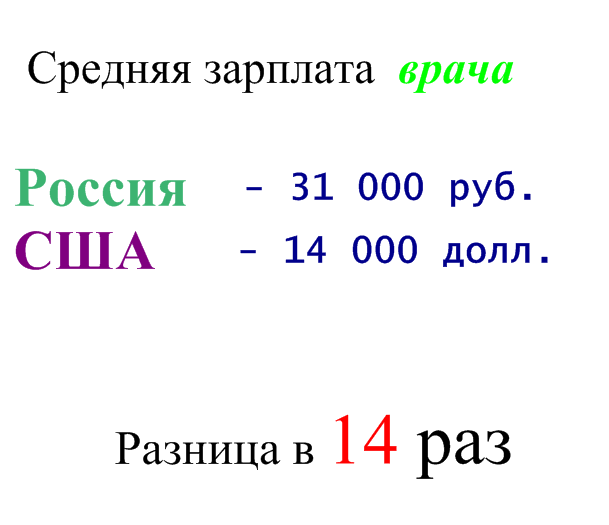 Средняя зарплата врача
Россия - 31 000 руб.
США - 14 000 долл.
Разница в 14 раз